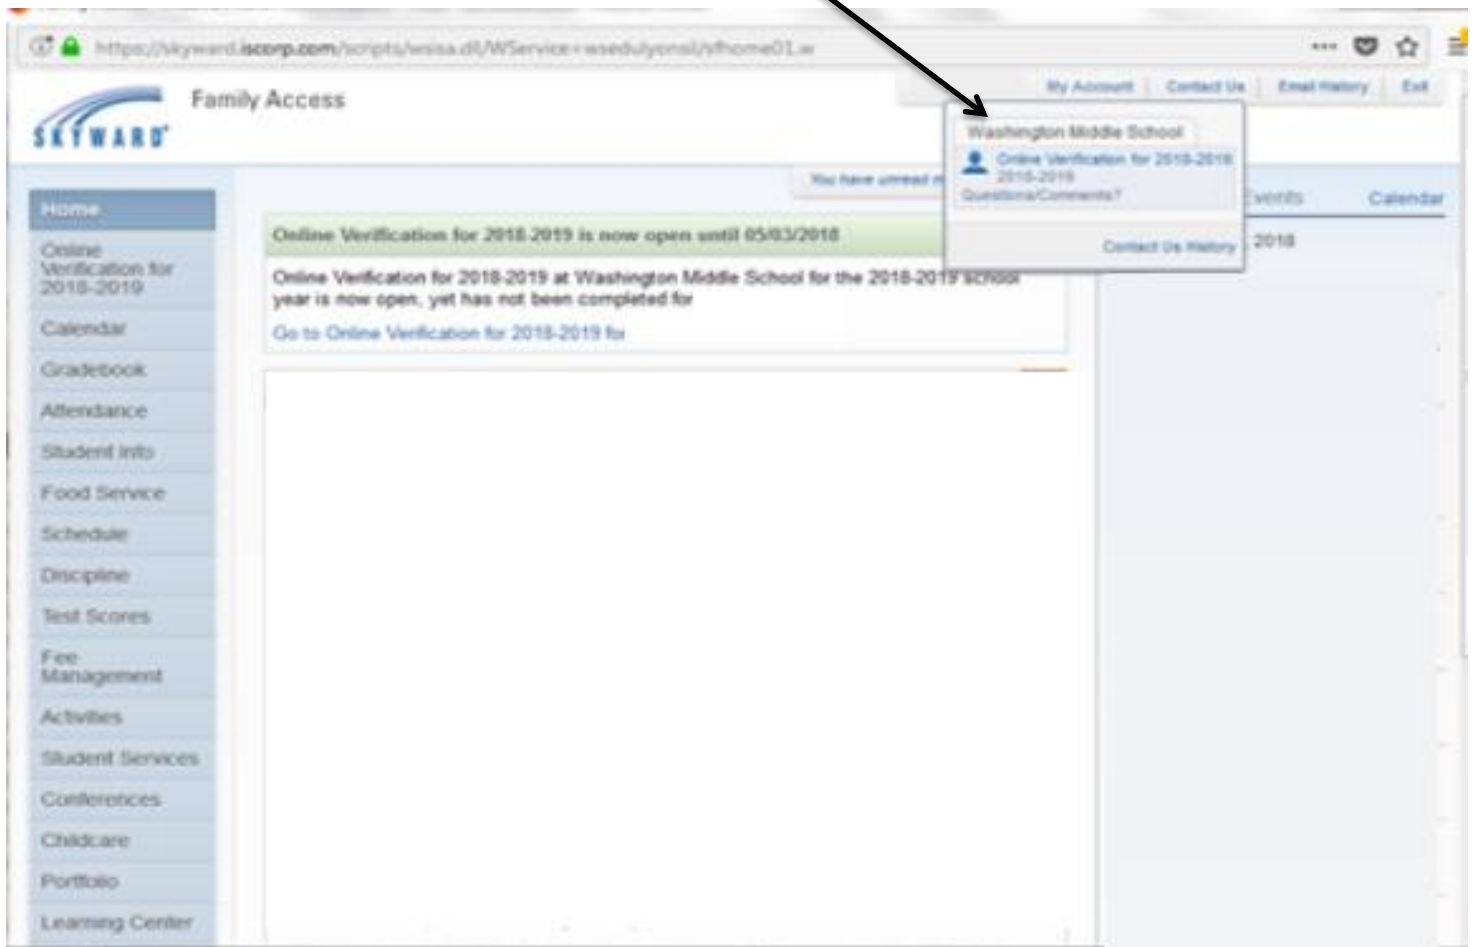 https://skyward.iscorp.com/scripts/wsisa.dll/WService=wsedulyonsil/sfhome01.w
SKYWARD
Family Access
My Account
Contact Us
Email History
Exit
Washington Middle School
Online Verification for 2018-2019
2018-2019
Questions/Comments?
Contact Us History
You have unread
Calendar
2018
Home
Online
Verification for
2018-2019
Calendar
Gradebook
Attendance
Student Info
Food Service
Schedule
Discipline
Test Scores
Fee
Management
Activities
Student Services
Conferences
Childcare
Portfolio
Learning Center
Online Verification for 2018-2019 is now open until 05/03/2018
Online Verification for 2018-2019 at Washington Middle School for the 2018-2019 school
year is now open, yet has not been completed for
Go to Online Verification for 2018-2019 for